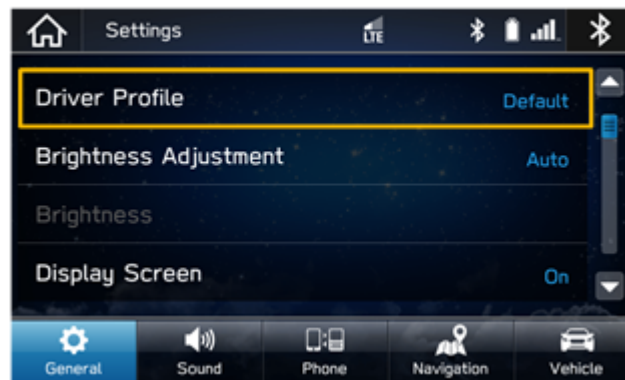 Settings
LTE
Driver Profile Default
Brightness Adjustment Auto
Brightness
Display Screen On
General Sound Phone Navigation Vehicle